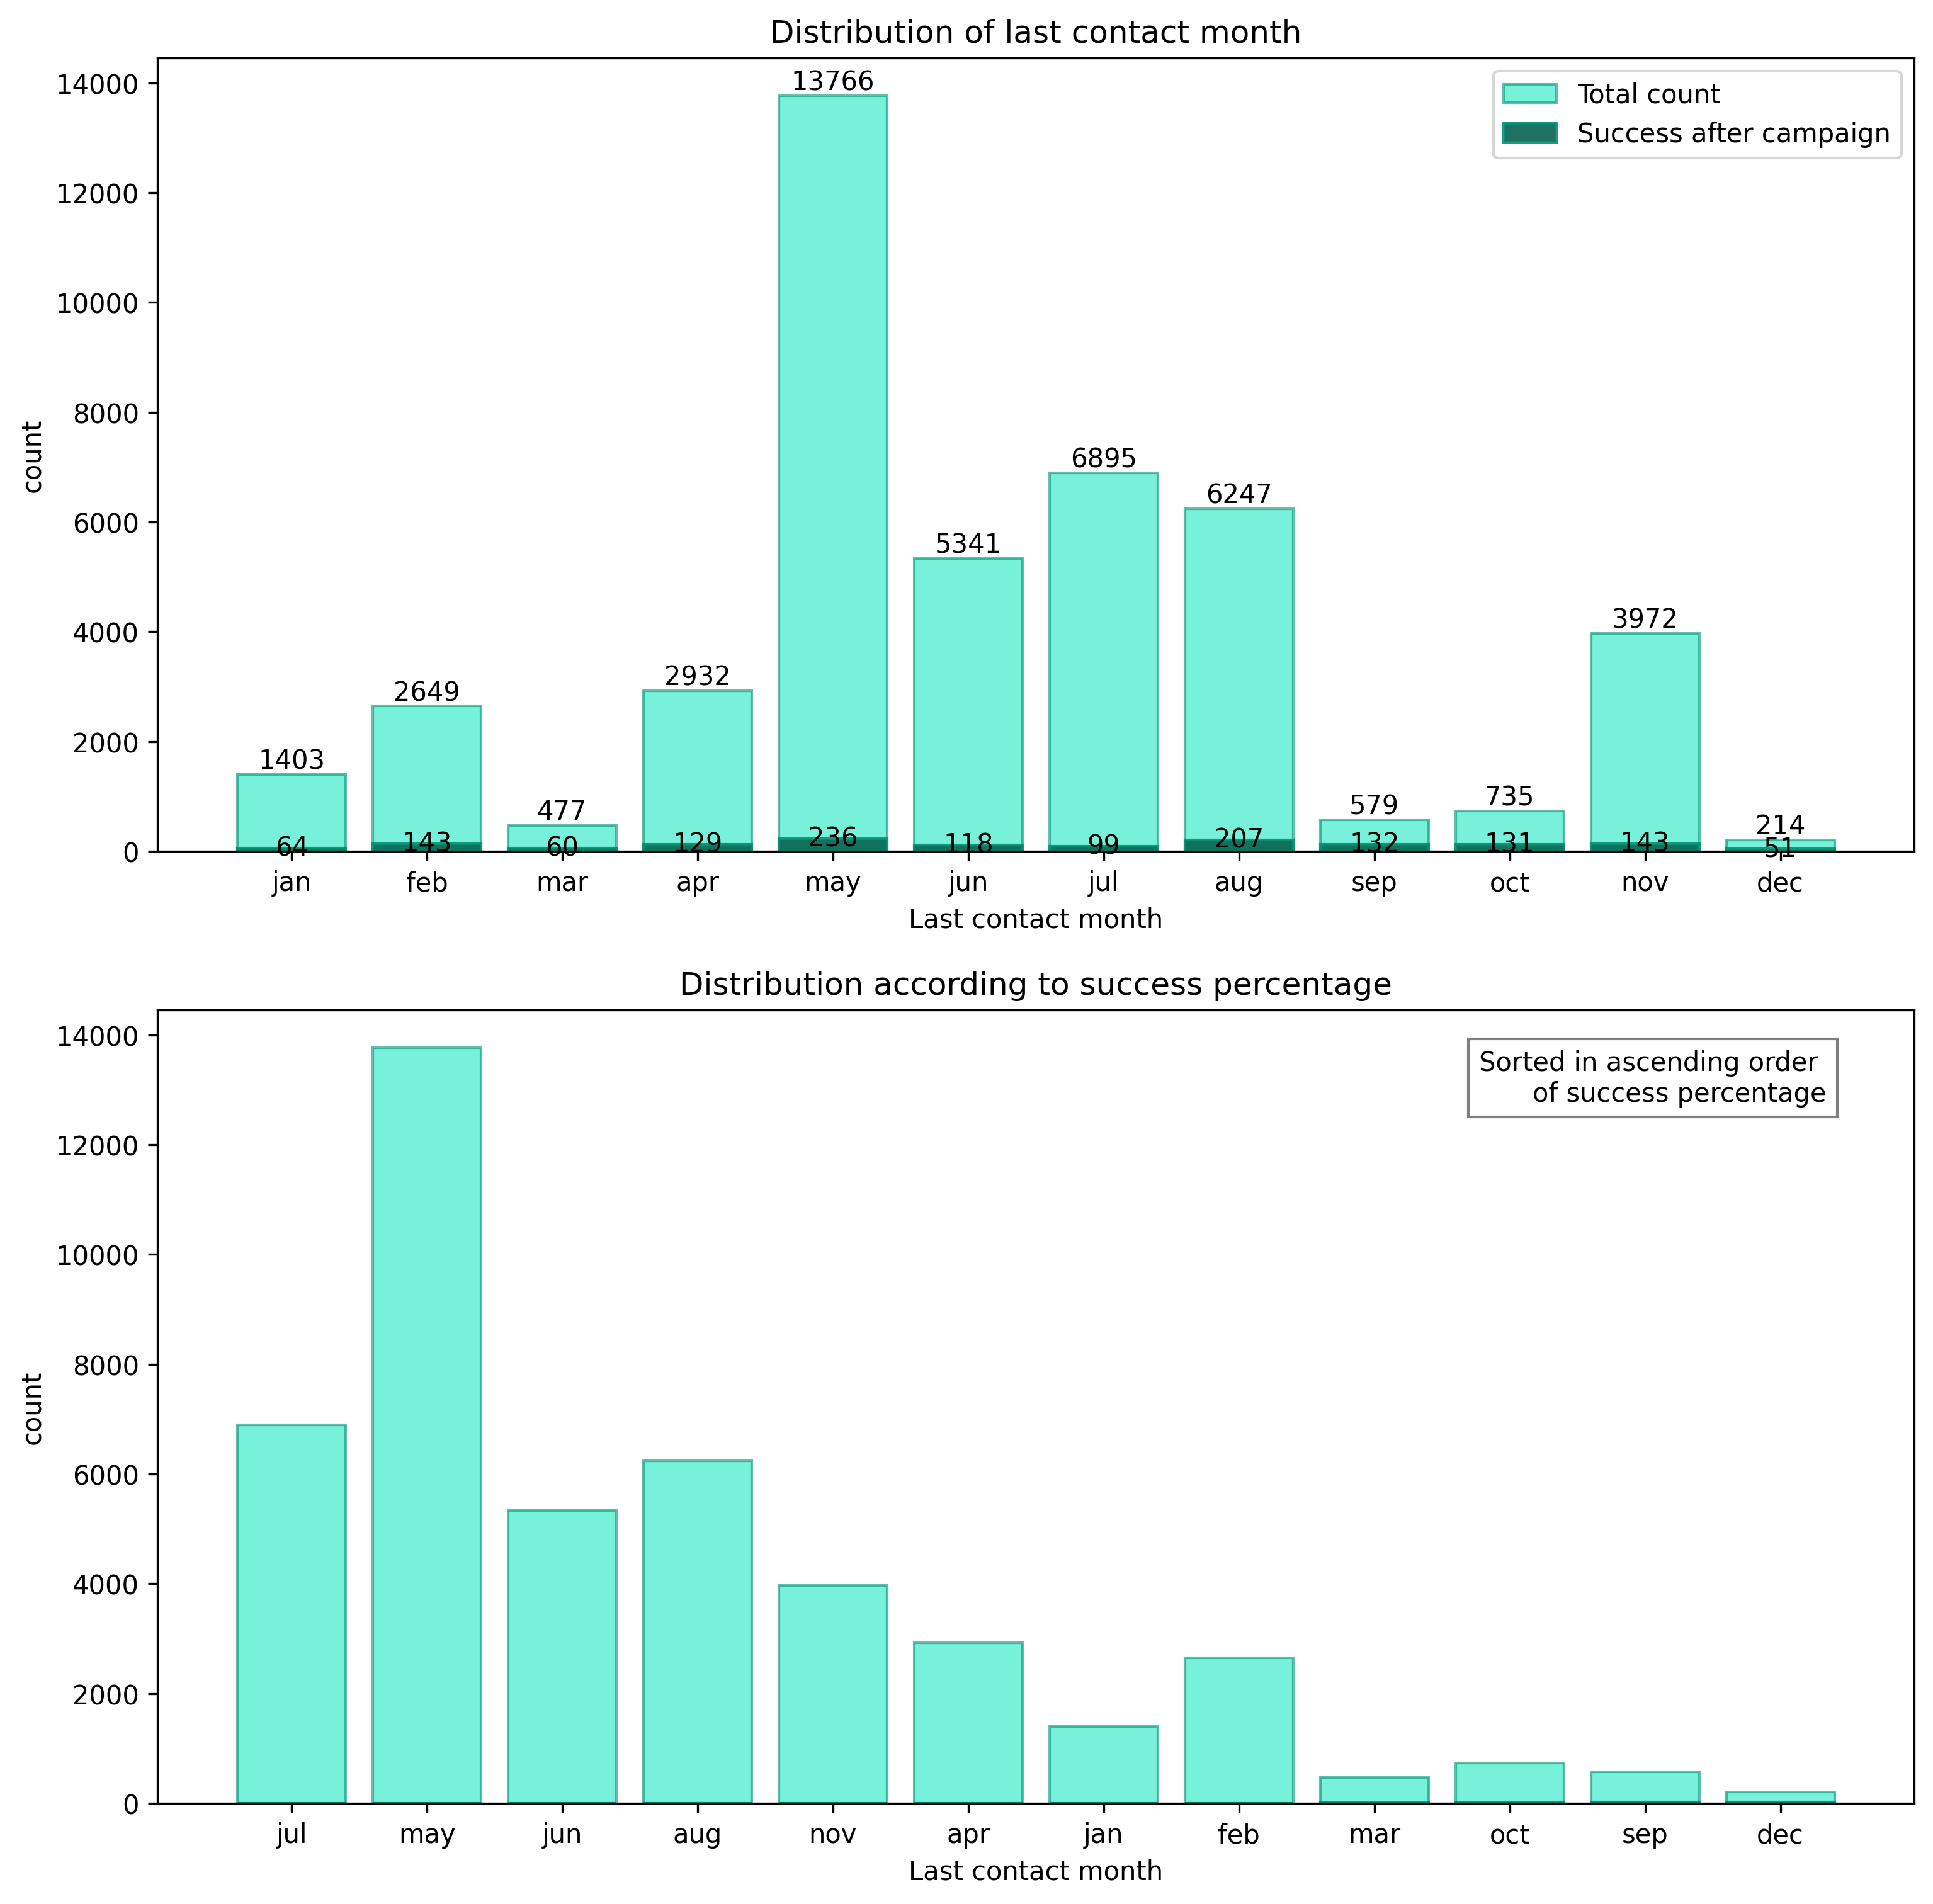 Distribution of last contact month
14000
12000
10000
8000
6000
4000
2000
0
count
Total count
Success after campaign
1403
2649
477
2932
13766
5341
6895
6247
579
735
3972
214
64
143
60
129
236
118
99
207
132
131
143
51
jan
feb
mar
apr
may
jun
jul
aug
sep
oct
nov
dec
Last contact month
Distribution according to success percentage
14000
12000
10000
8000
6000
4000
2000
0
count
Sorted in ascending order
of success percentage
jul
may
jun
aug
nov
apr
jan
feb
mar
oct
sep
dec
Last contact month